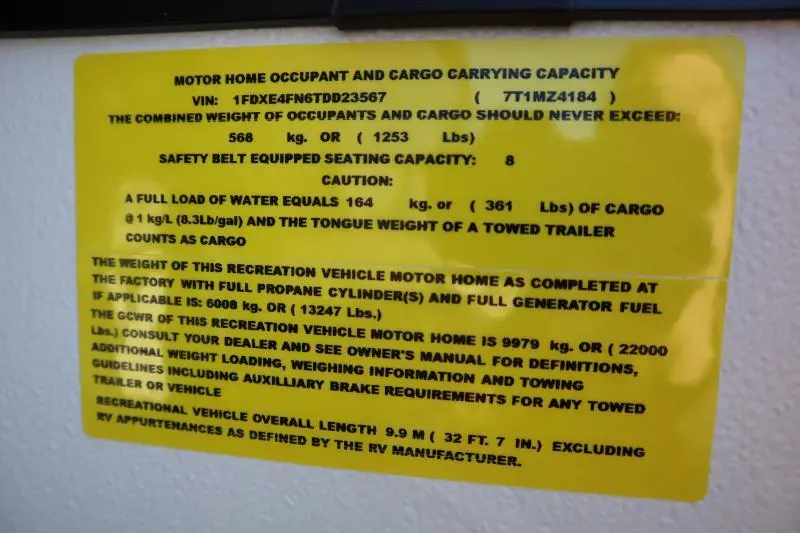 MOTOR HOME OCCUPANT AND CARGO CARRYING CAPACITY
VIN: 1FDXE4FN6TDD23567 ( 7T1MZ4184 )
THE COMBINED WEIGHT OF OCCUPANTS AND CARGO SHOULD NEVER EXCEED:
568 kg. OR ( 1253 Lbs)
SAFETY BELT EQUIPPED SEATING CAPACITY: 8
CAUTION:
A FULL LOAD OF WATER EQUALS 164 kg. or ( 361 Lbs) OF CARGO
@ 1 kg/L (8.3Lb/gal) AND THE TONGUE WEIGHT OF A TOWED TRAILER
COUNTS AS CARGO
THE WEIGHT OF THIS RECREATION VEHICLE MOTOR HOME AS COMPLETED AT
THE FACTORY WITH FULL PROPANE CYLINDER(S) AND FULL GENERATOR FUEL
IF APPLICABLE IS: 6008 kg. OR ( 13247 Lbs.)
THE GCWR OF THIS RECREATION VEHICLE MOTOR HOME IS 9979 kg. OR ( 22000
Lbs.) CONSULT YOUR DEALER AND SEE OWNER'S MANUAL FOR DEFINITIONS,
ADDITIONAL WEIGHT LOADING, WEIGHING INFORMATION AND TOWING
GUIDELINES INCLUDING AUXILLIARY BRAKE REQUIREMENTS FOR ANY TOWED
TRAILER OR VEHICLE
RECREATIONAL VEHICLE OVERALL LENGTH 9.9 M ( 32 FT. 7 IN.) EXCLUDING
RV APPURTENANCES AS DEFINED BY THE RV MANUFACTURER.